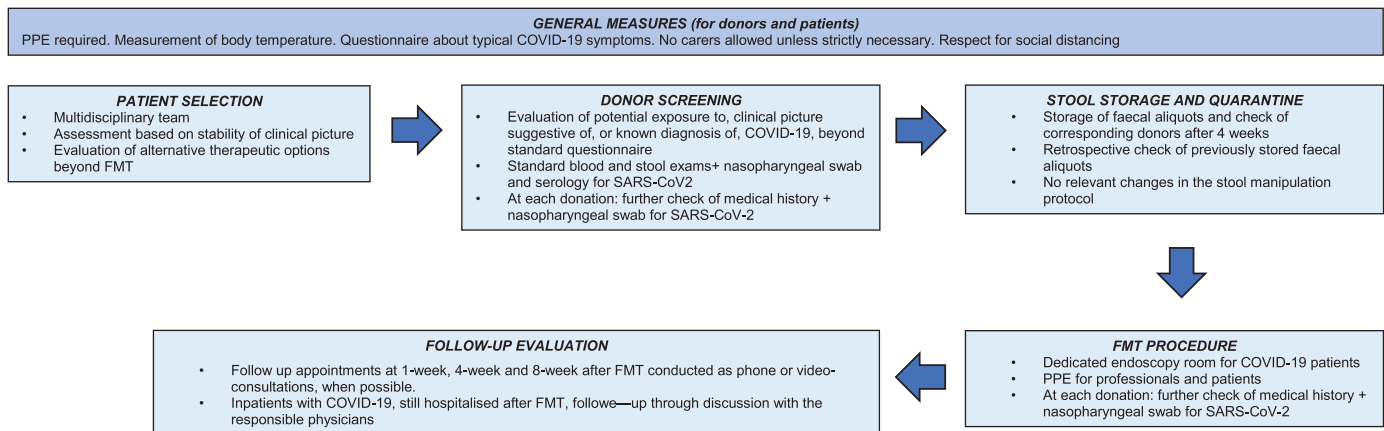 GENERAL MEASURES (for donors and patients)
PPE required. Measurement of body temperature. Questionnaire about typical COVID-19 symptoms. No carers allowed unless strictly necessary. Respect for social distancing
PATIENT SELECTION
• Multidisciplinary team
• Assessment based on stability of clinical picture
• Evaluation of alternative therapeutic options
beyond FMT
DONOR SCREENING
• Evaluation of potential exposure to, clinical picture
suggestive of, or known diagnosis of, COVID-19, beyond
standard questionnaire
• Standard blood and stool exams+ nasopharyngeal swab
and serology for SARS-CoV2
• At each donation: further check of medical history +
nasopharyngeal swab for SARS-CoV-2
STOOL STORAGE AND QUARANTINE
• Storage of faecal aliquots and check of
corresponding donors after 4 weeks
• Retrospective check of previously stored faecal
aliquots
• No relevant changes in the stool manipulation
protocol
FMT PROCEDURE
• Dedicated endoscopy room for COVID-19 patients
• PPE for professionals and patients
• At each donation: further check of medical history +
nasopharyngeal swab for SARS-CoV-2
FOLLOW-UP EVALUATION
• Follow up appointments at 1-week, 4-week and 8-week after FMT conducted as phone or video-
consultations, when possible.
• Inpatients with COVID-19, still hospitalised after FMT, followe—up through discussion with the
responsible physicians